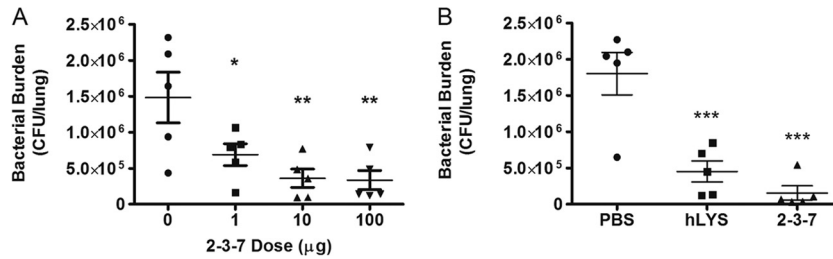 A
Bacterial Burden
(CFU/lung)
2.5×10⁶
2.0×10⁶
1.5×10⁶
1.0×10⁶
5.0×10⁵
0
*
**
**
0 1 10 100
2-3-7 Dose (μg)
B
Bacterial Burden
(CFU/lung)
2.5×10⁶
2.0×10⁶
1.5×10⁶
1.0×10⁶
5.0×10⁵
0
***
***
PBS hLYS 2-3-7